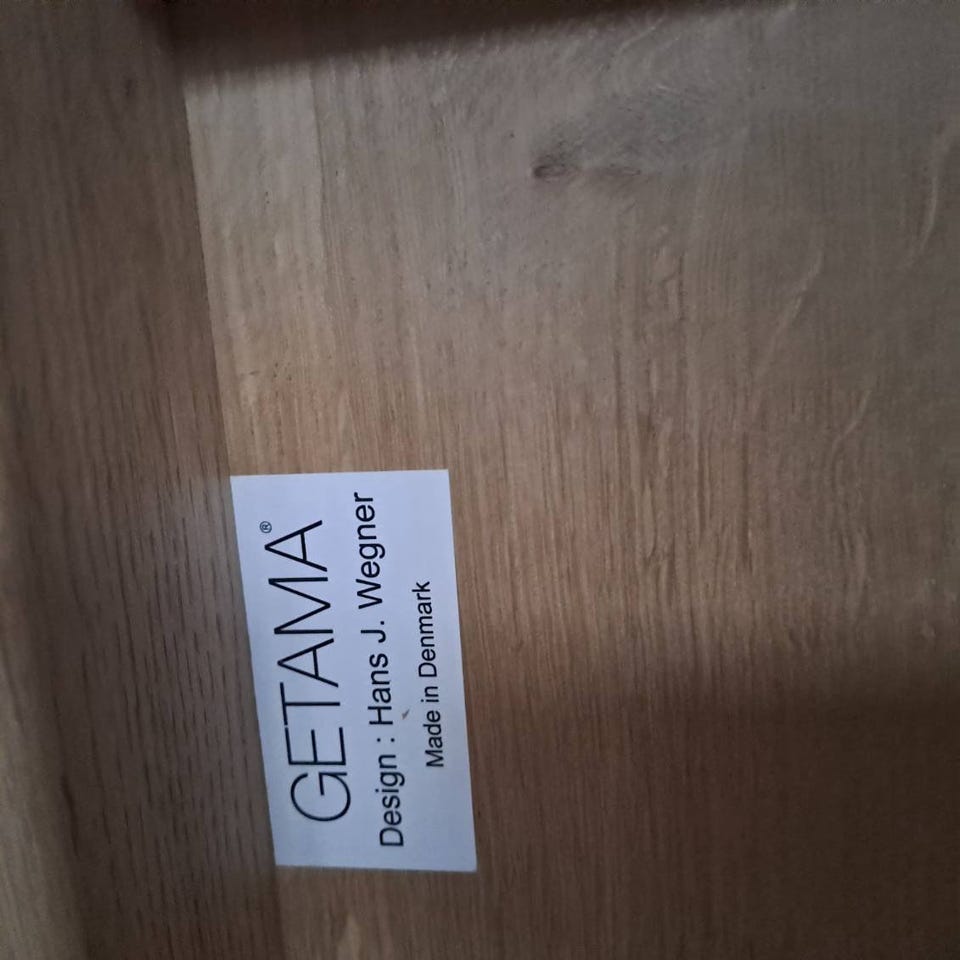 GETAMA®
Design : Hans J. Wegner
Made in Denmark